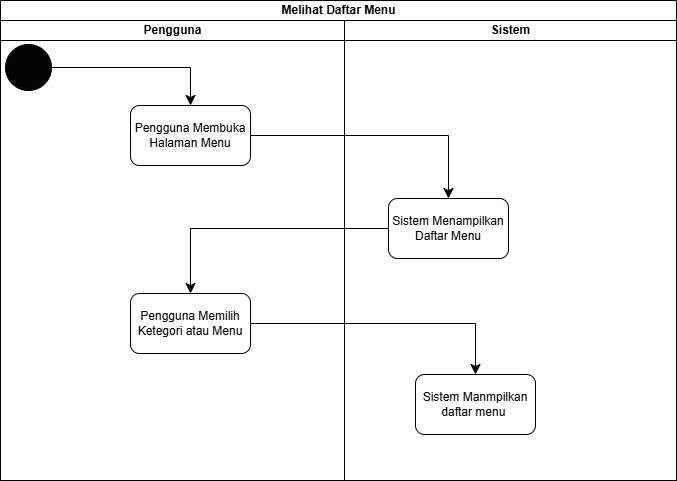 Melihat Daftar Menu
Pengguna
Sistem
Pengguna Membuka
Halaman Menu
Sistem Menampilkan
Daftar Menu
Pengguna Memilih
Ketegori atau Menu
Sistem Manmpilkan
daftar menu